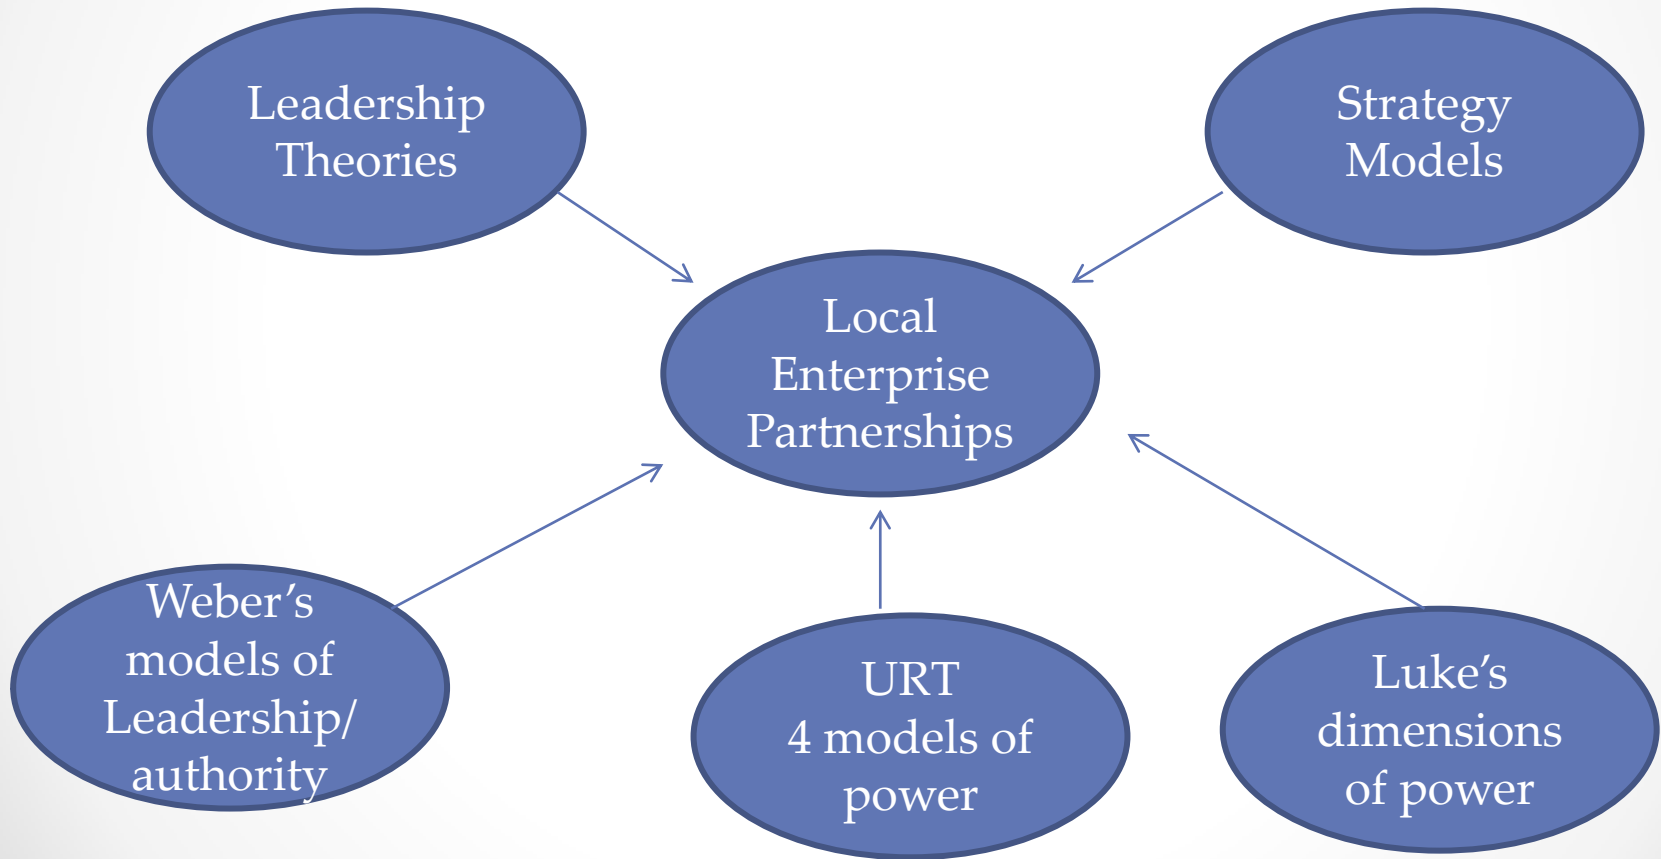 Leadership
Theories
Strategy
Models
Local
Enterprise
Partnerships
Weber’s
models of
Leadership/
authority
URT
4 models of
power
Luke’s
dimensions
of power